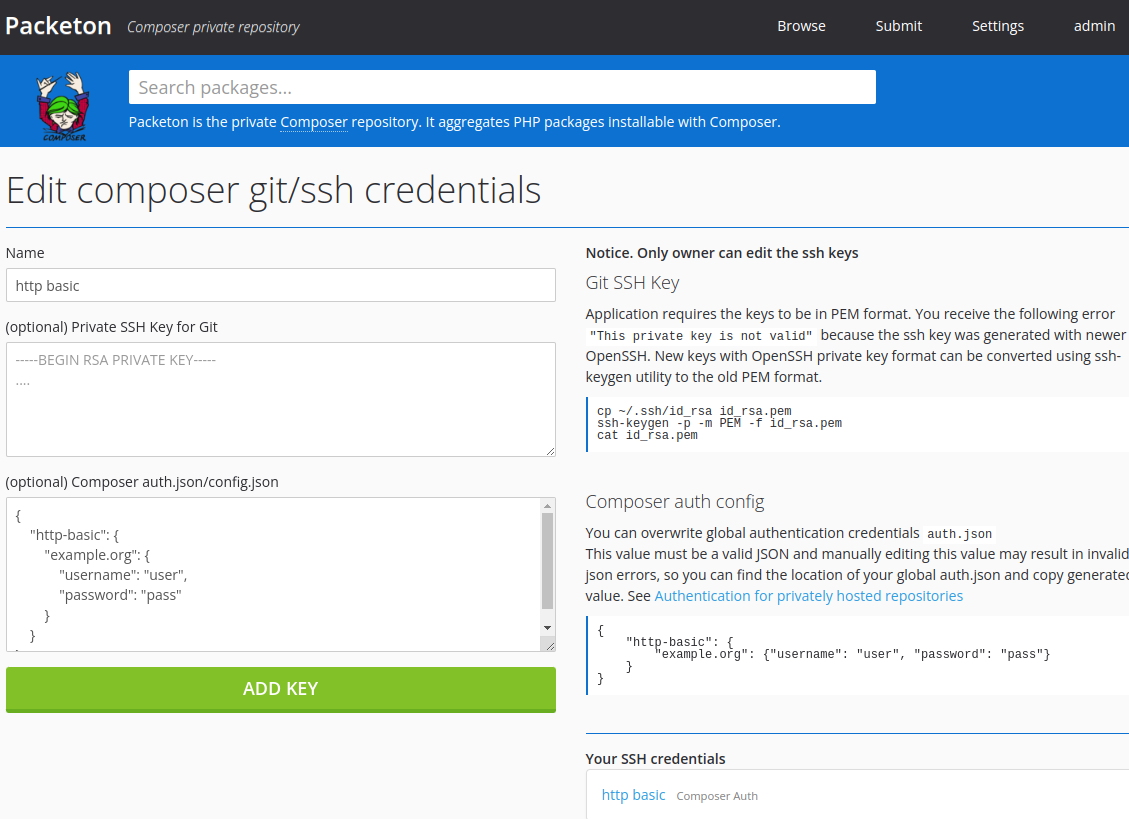 Packeton Composer private repository Browse Submit Settings admin
COMPOSER
Search packages...
Packeton is the private Composer repository. It aggregates PHP packages installable with Composer.
Edit composer git/ssh credentials
Name
http basic
(optional) Private SSH Key for Git
-----BEGIN RSA PRIVATE KEY-----
....
(optional) Composer auth.json/config.json
{
"http-basic": {
"example.org": {
"username": "user",
"password": "pass"
}
}
ADD KEY
Notice. Only owner can edit the ssh keys
Git SSH Key
Application requires the keys to be in PEM format. You receive the following error
"This private key is not valid" because the ssh key was generated with newer
OpenSSH. New keys with OpenSSH private key format can be converted using ssh-
keygen utility to the old PEM format.
cp ~/.ssh/id_rsa id_rsa.pem
ssh-keygen -p -m PEM -f id_rsa.pem
cat id_rsa.pem
Composer auth config
You can overwrite global authentication credentials auth.json
This value must be a valid JSON and manually editing this value may result in invalid
json errors, so you can find the location of your global auth.json and copy generated
value. See Authentication for privately hosted repositories
{
"http-basic": {
"example.org": {"username": "user", "password": "pass"}
}
}
Your SSH credentials
http basic Composer Auth